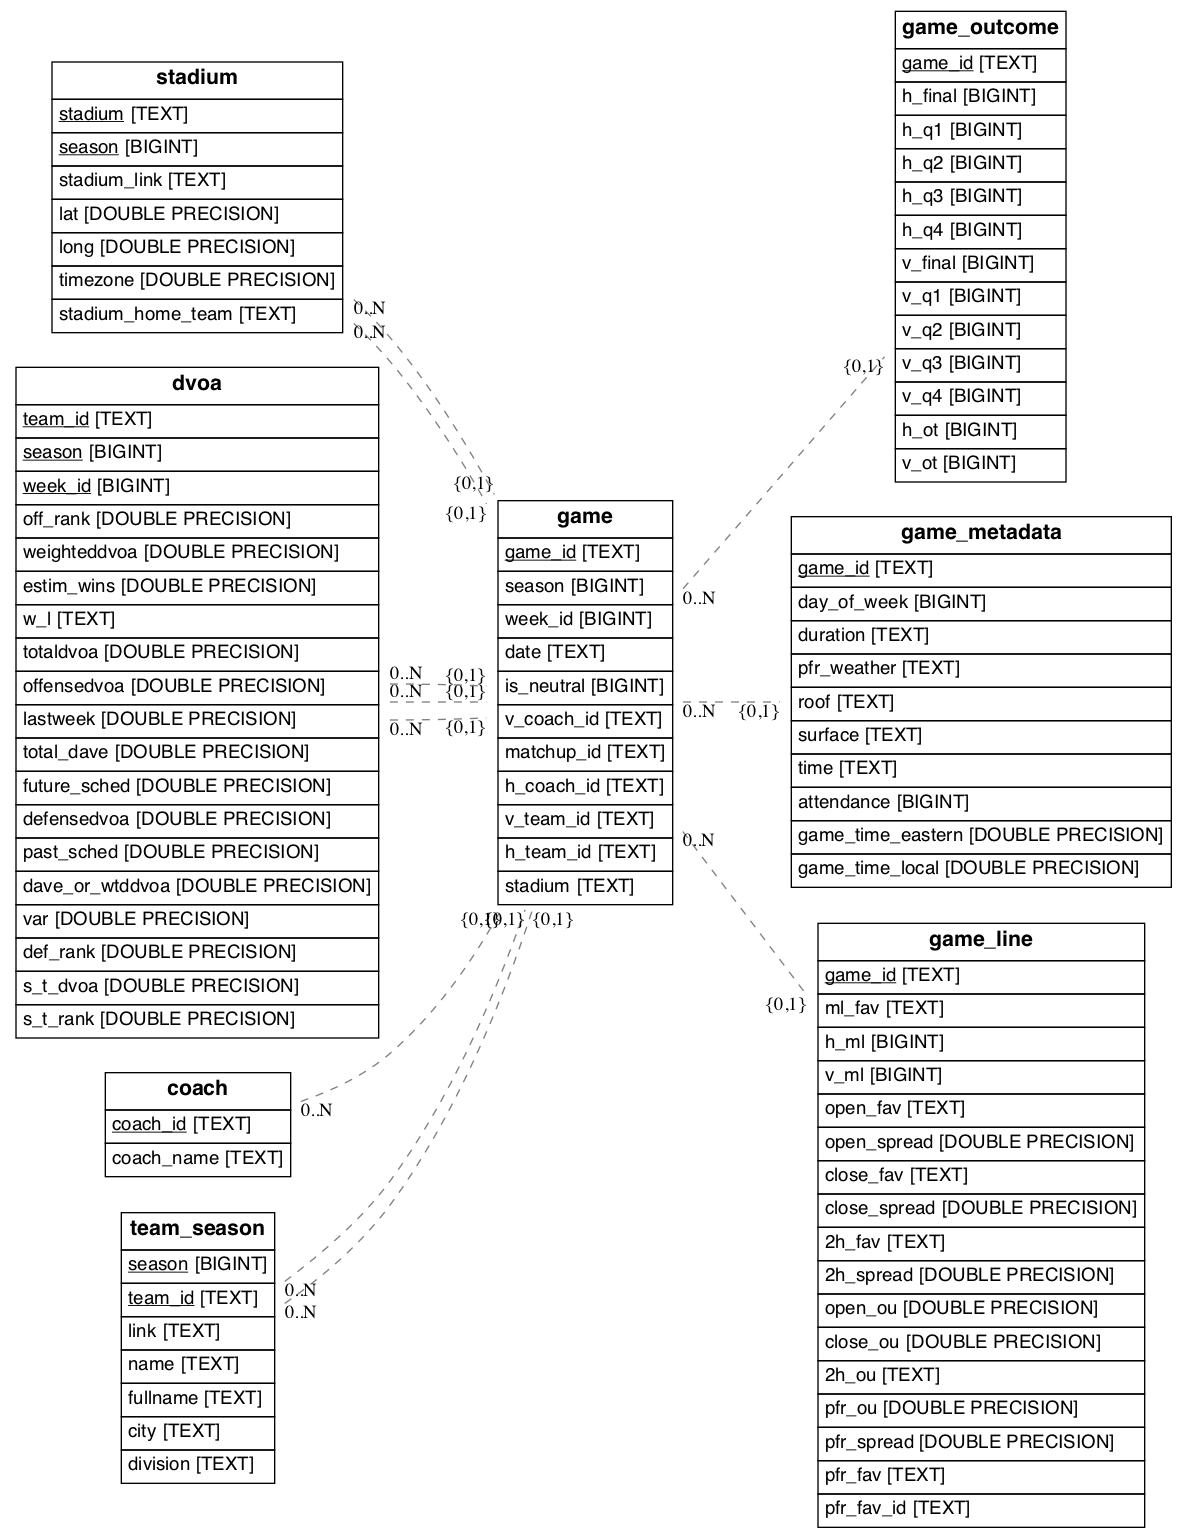 stadium
stadium [TEXT]
season [BIGINT]
stadium_link [TEXT]
lat [DOUBLE PRECISION]
long [DOUBLE PRECISION]
timezone [DOUBLE PRECISION]
stadium_home_team [TEXT]
0..N
0..N
{0,1}
{0,1}
dvoa
team_id [TEXT]
season [BIGINT]
week_id [BIGINT]
off_rank [DOUBLE PRECISION]
weighteddvoa [DOUBLE PRECISION]
estim_wins [DOUBLE PRECISION]
w_l [TEXT]
totaldvoa [DOUBLE PRECISION]
offensedvoa [DOUBLE PRECISION]
lastweek [DOUBLE PRECISION]
total_dave [DOUBLE PRECISION]
future_sched [DOUBLE PRECISION]
defensedvoa [DOUBLE PRECISION]
past_sched [DOUBLE PRECISION]
dave_or_wtddvoa [DOUBLE PRECISION]
var [DOUBLE PRECISION]
def_rank [DOUBLE PRECISION]
s_t_dvoa [DOUBLE PRECISION]
s_t_rank [DOUBLE PRECISION]
0..N {0,1}
0..N {0,1}
0..N {0,1}
coach
coach_id [TEXT]
coach_name [TEXT]
0..N
team_season
season [BIGINT]
team_id [TEXT]
link [TEXT]
name [TEXT]
fullname [TEXT]
city [TEXT]
division [TEXT]
0..N
0..N
game
game_id [TEXT]
season [BIGINT]
week_id [BIGINT]
date [TEXT]
is_neutral [BIGINT]
v_coach_id [TEXT]
matchup_id [TEXT]
h_coach_id [TEXT]
v_team_id [TEXT]
h_team_id [TEXT]
stadium [TEXT]
{0,1} {0,1} {0,1}
game_outcome
game_id [TEXT]
h_final [BIGINT]
h_q1 [BIGINT]
h_q2 [BIGINT]
h_q3 [BIGINT]
h_q4 [BIGINT]
v_final [BIGINT]
v_q1 [BIGINT]
v_q2 [BIGINT]
v_q3 [BIGINT]
v_q4 [BIGINT]
h_ot [BIGINT]
v_ot [BIGINT]
{0,1}
0..N
game_metadata
game_id [TEXT]
day_of_week [BIGINT]
duration [TEXT]
pfr_weather [TEXT]
roof [TEXT]
surface [TEXT]
time [TEXT]
attendance [BIGINT]
game_time_eastern [DOUBLE PRECISION]
game_time_local [DOUBLE PRECISION]
0..N {0,1}
0..N
{0,1}
game_line
game_id [TEXT]
ml_fav [TEXT]
h_ml [BIGINT]
v_ml [BIGINT]
open_fav [TEXT]
open_spread [DOUBLE PRECISION]
close_fav [TEXT]
close_spread [DOUBLE PRECISION]
2h_fav [TEXT]
2h_spread [DOUBLE PRECISION]
open_ou [DOUBLE PRECISION]
close_ou [DOUBLE PRECISION]
2h_ou [TEXT]
pfr_ou [DOUBLE PRECISION]
pfr_spread [DOUBLE PRECISION]
pfr_fav [TEXT]
pfr_fav_id [TEXT]